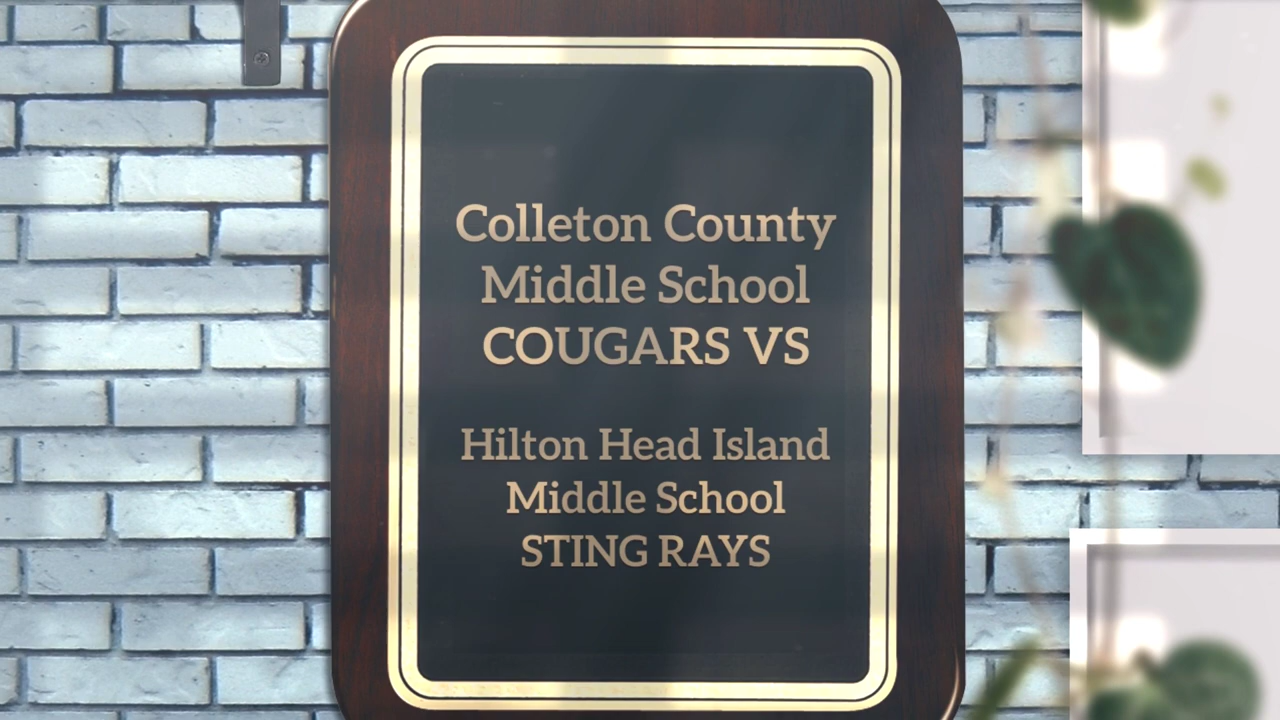 Colleton County
Middle School
COUGARS VS
Hilton Head Island
Middle School
STING RAYS